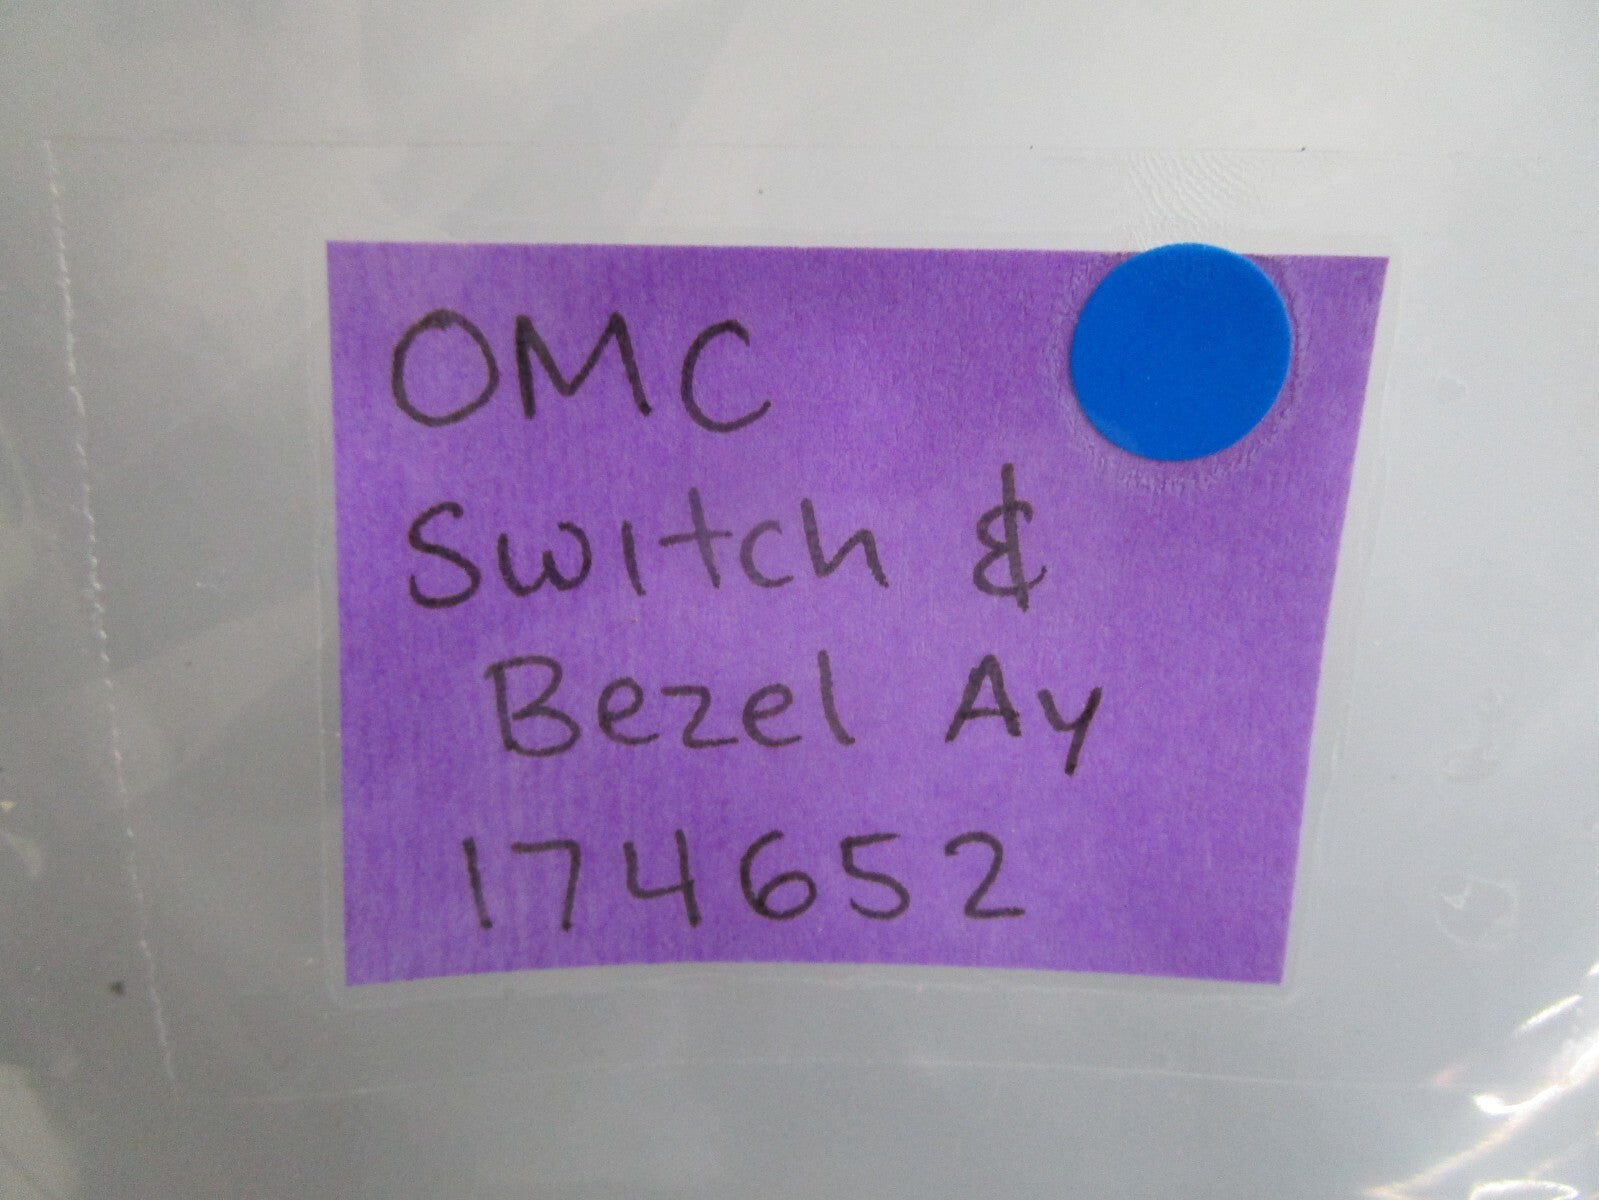 OMC
Switch &
Bezel Ay
174652